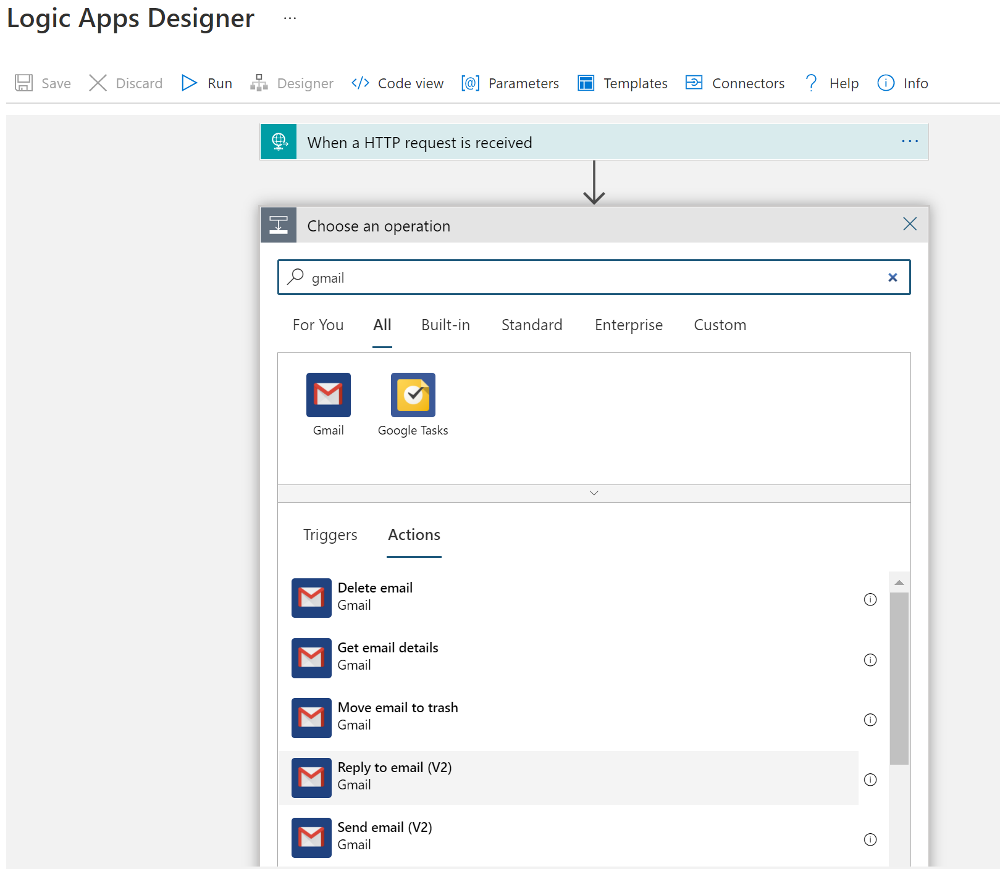 Logic Apps Designer ...
Save Discard Run Designer Code view Parameters Templates Connectors Help Info
When a HTTP request is received
Choose an operation
gmail
For You All Built-in Standard Enterprise Custom
Gmail Google Tasks
Triggers Actions
Delete email
Gmail
Get email details
Gmail
Move email to trash
Gmail
Reply to email (V2)
Gmail
Send email (V2)
Gmail